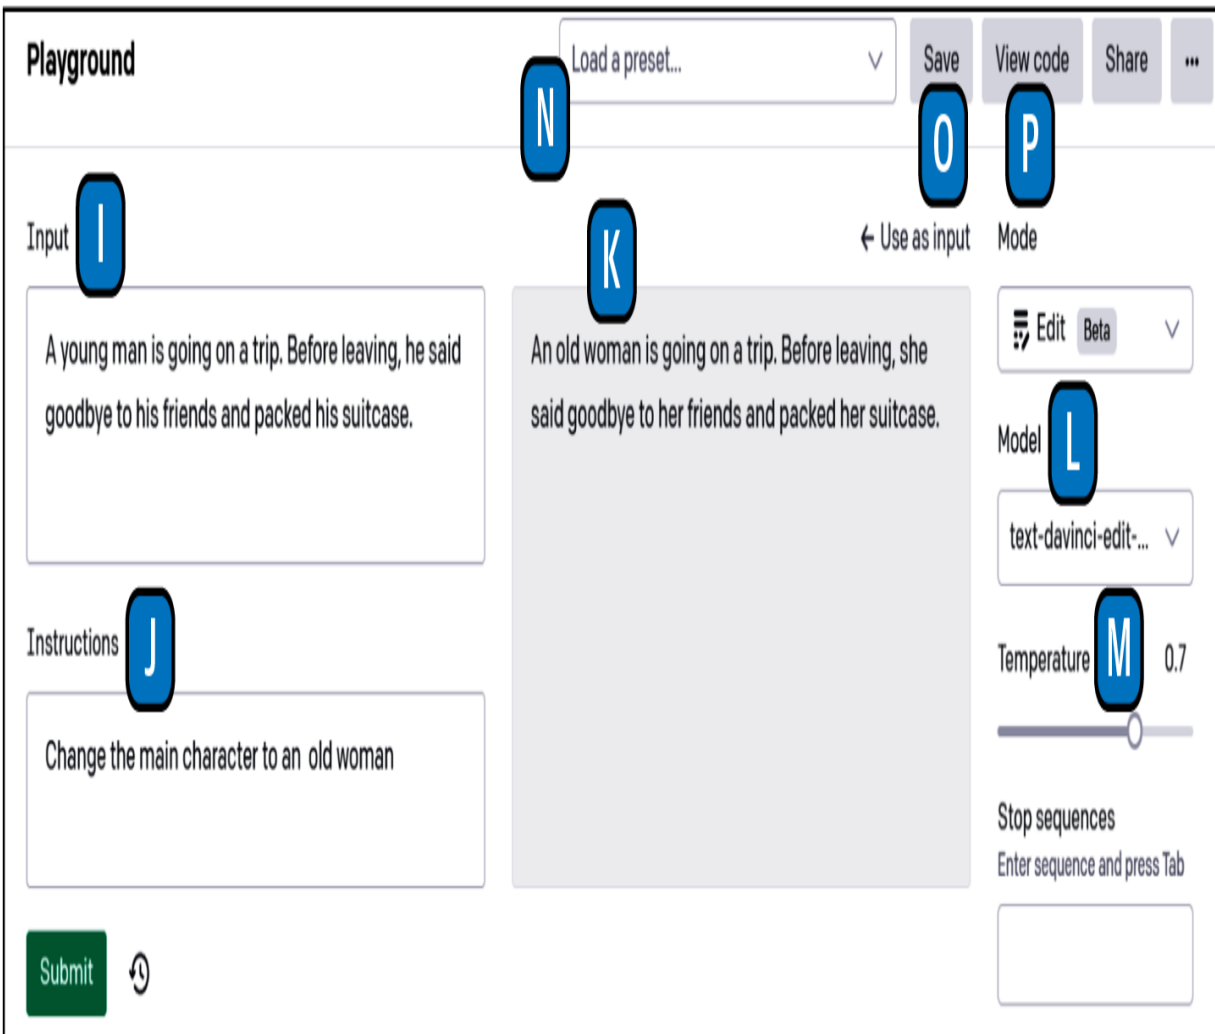 Playground
Load a preset...
Save
View code
Share
...
N
O
P
Input
I
K
← Use as input
Mode
A young man is going on a trip. Before leaving, he said
goodbye to his friends and packed his suitcase.
An old woman is going on a trip. Before leaving, she
said goodbye to her friends and packed her suitcase.
Edit Beta
Model
L
text-davinci-edit-...
Instructions
J
Temperature
M
0.7
Change the main character to an old woman
Stop sequences
Enter sequence and press Tab
Submit